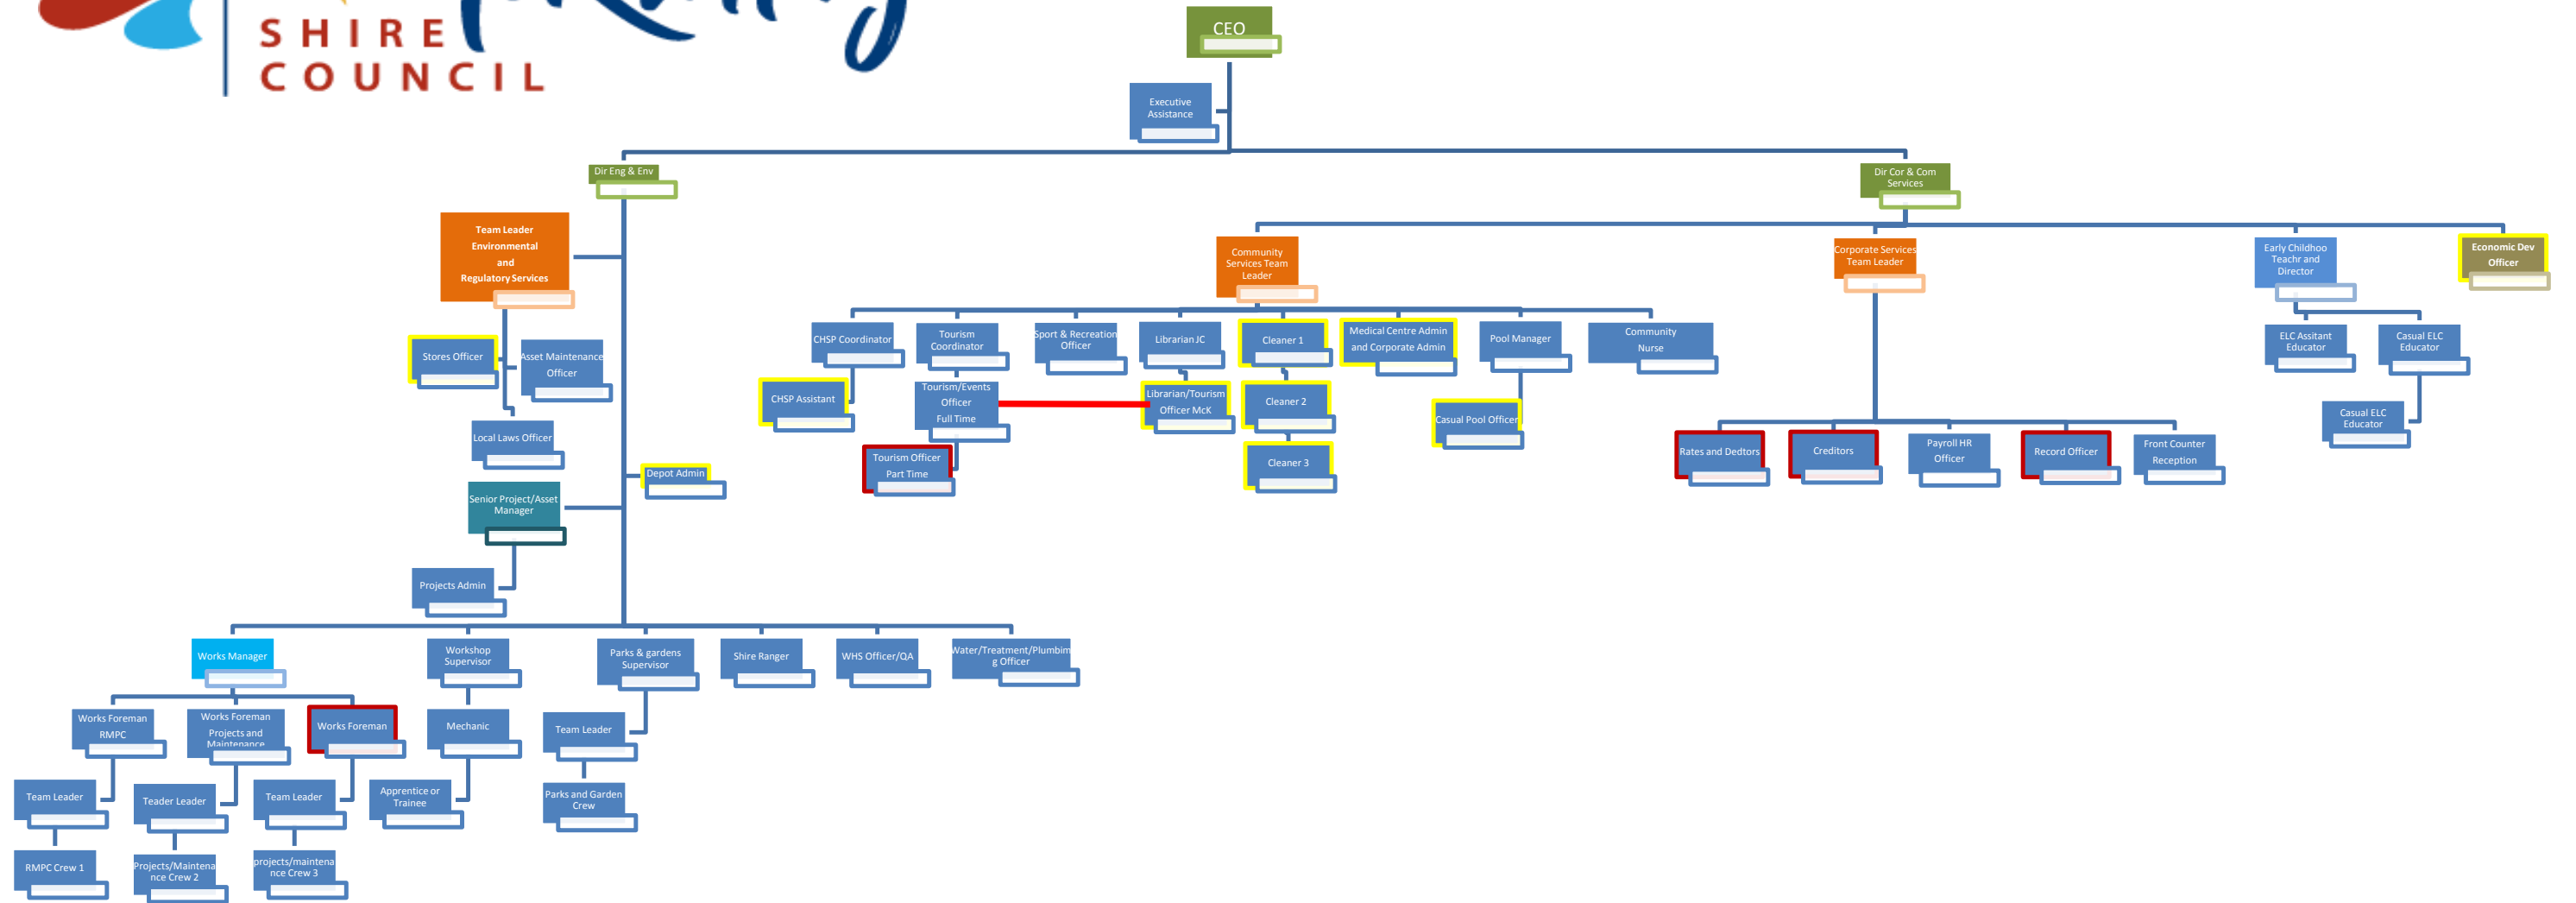 SHIRE
COUNCIL
CEO
Executive
Assistance
Dir Eng & Env
Dir Cor & Com
Services
Team Leader
Environmental
and
Regulatory Services
Community
Services Team
Leader
Corporate Services
Team Leader
Early Childhoo
Teachr and
Director
Economic Dev
Officer
Stores Officer
Asset Maintenance
Officer
Local Laws Officer
CHSP Coordinator
Tourism
Coordinator
Sport & Recreation
Officer
Librarian JC
Cleaner 1
Medical Centre Admin
and Corporate Admin
Pool Manager
Community
Nurse
ELC Assitant
Educator
Casual ELC
Educator
CHSP Assistant
Tourism/Events
Officer
Full Time
Librarian/Tourism
Officer McK
Cleaner 2
Casual Pool Officer
Casual ELC
Educator
Tourism Officer
Part Time
Cleaner 3
Rates and Dedtors
Creditors
Payroll HR
Officer
Record Officer
Front Counter
Reception
Depot Admin
Senior Project/Asset
Manager
Projects Admin
Works Manager
Workshop
Supervisor
Parks & gardens
Supervisor
Shire Ranger
WHS Officer/QA
Water/Treatment/Plumbin
g Officer
Works Foreman
RMPC
Works Foreman
Projects and
Maintenance
Works Foreman
Mechanic
Team Leader
Team Leader
Teader Leader
Team Leader
Apprentice or
Trainee
Parks and Garden
Crew
RMPC Crew 1
Projects/Maintena
nce Crew 2
projects/maintena
nce Crew 3